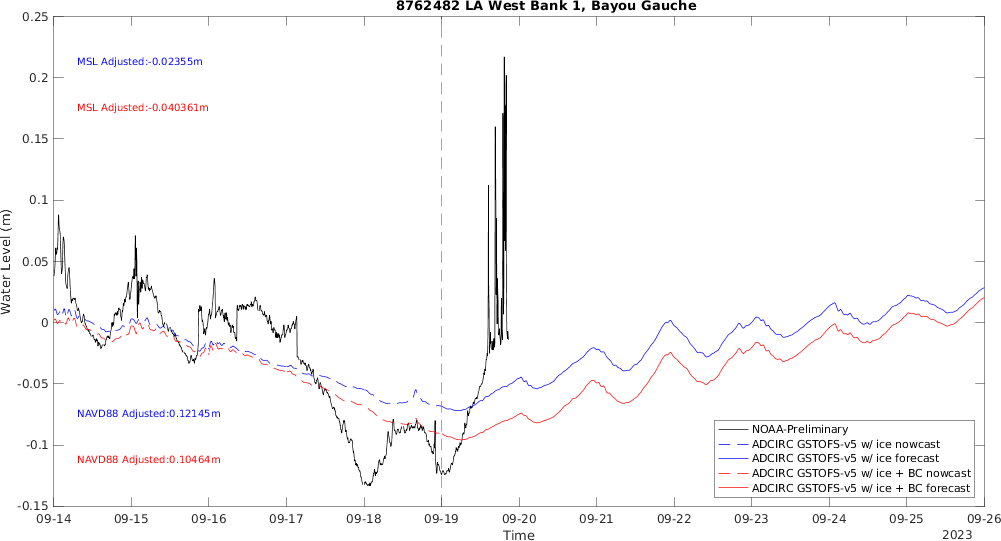 8762482 LA West Bank 1, Bayou Gauche
0.25
0.2
0.15
0.1
0.05
0
-0.05
-0.1
-0.15
Water Level (m)
MSL Adjusted:-0.02355m
MSL Adjusted:-0.040361m
NAVD88 Adjusted:0.12145m
NAVD88 Adjusted:0.10464m
NOAA-Preliminary
ADCIRC GSTOFS-v5 w/ ice nowcast
ADCIRC GSTOFS-v5 w/ ice forecast
ADCIRC GSTOFS-v5 w/ ice + BC nowcast
ADCIRC GSTOFS-v5 w/ ice + BC forecast
09-14 09-15 09-16 09-17 09-18 09-19 09-20 09-21 09-22 09-23 09-24 09-25 09-26
Time
2023